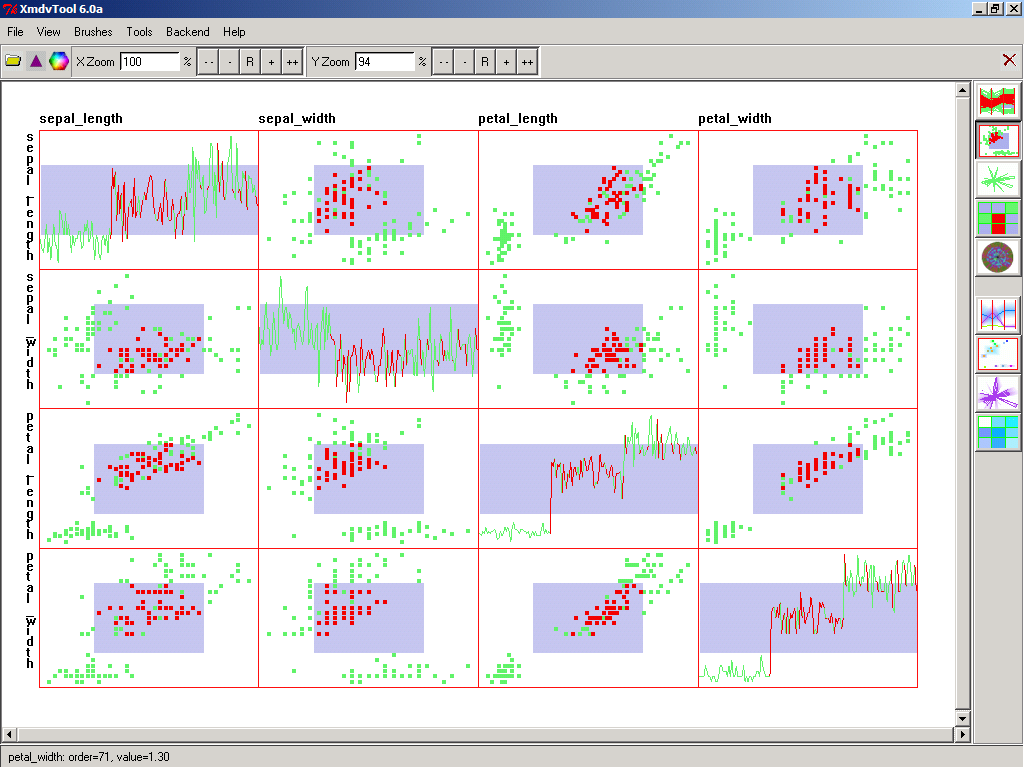 XmdvTool 6.0a
File View Brushes Tools Backend Help
X Zoom 100 % -- - R + ++ Y Zoom 94 % -- - R + ++
sepal_length sepal_width petal_length petal_width
sepal_length
sepal_width
petal_length
petal_width
petal_width: order=71, value=1.30